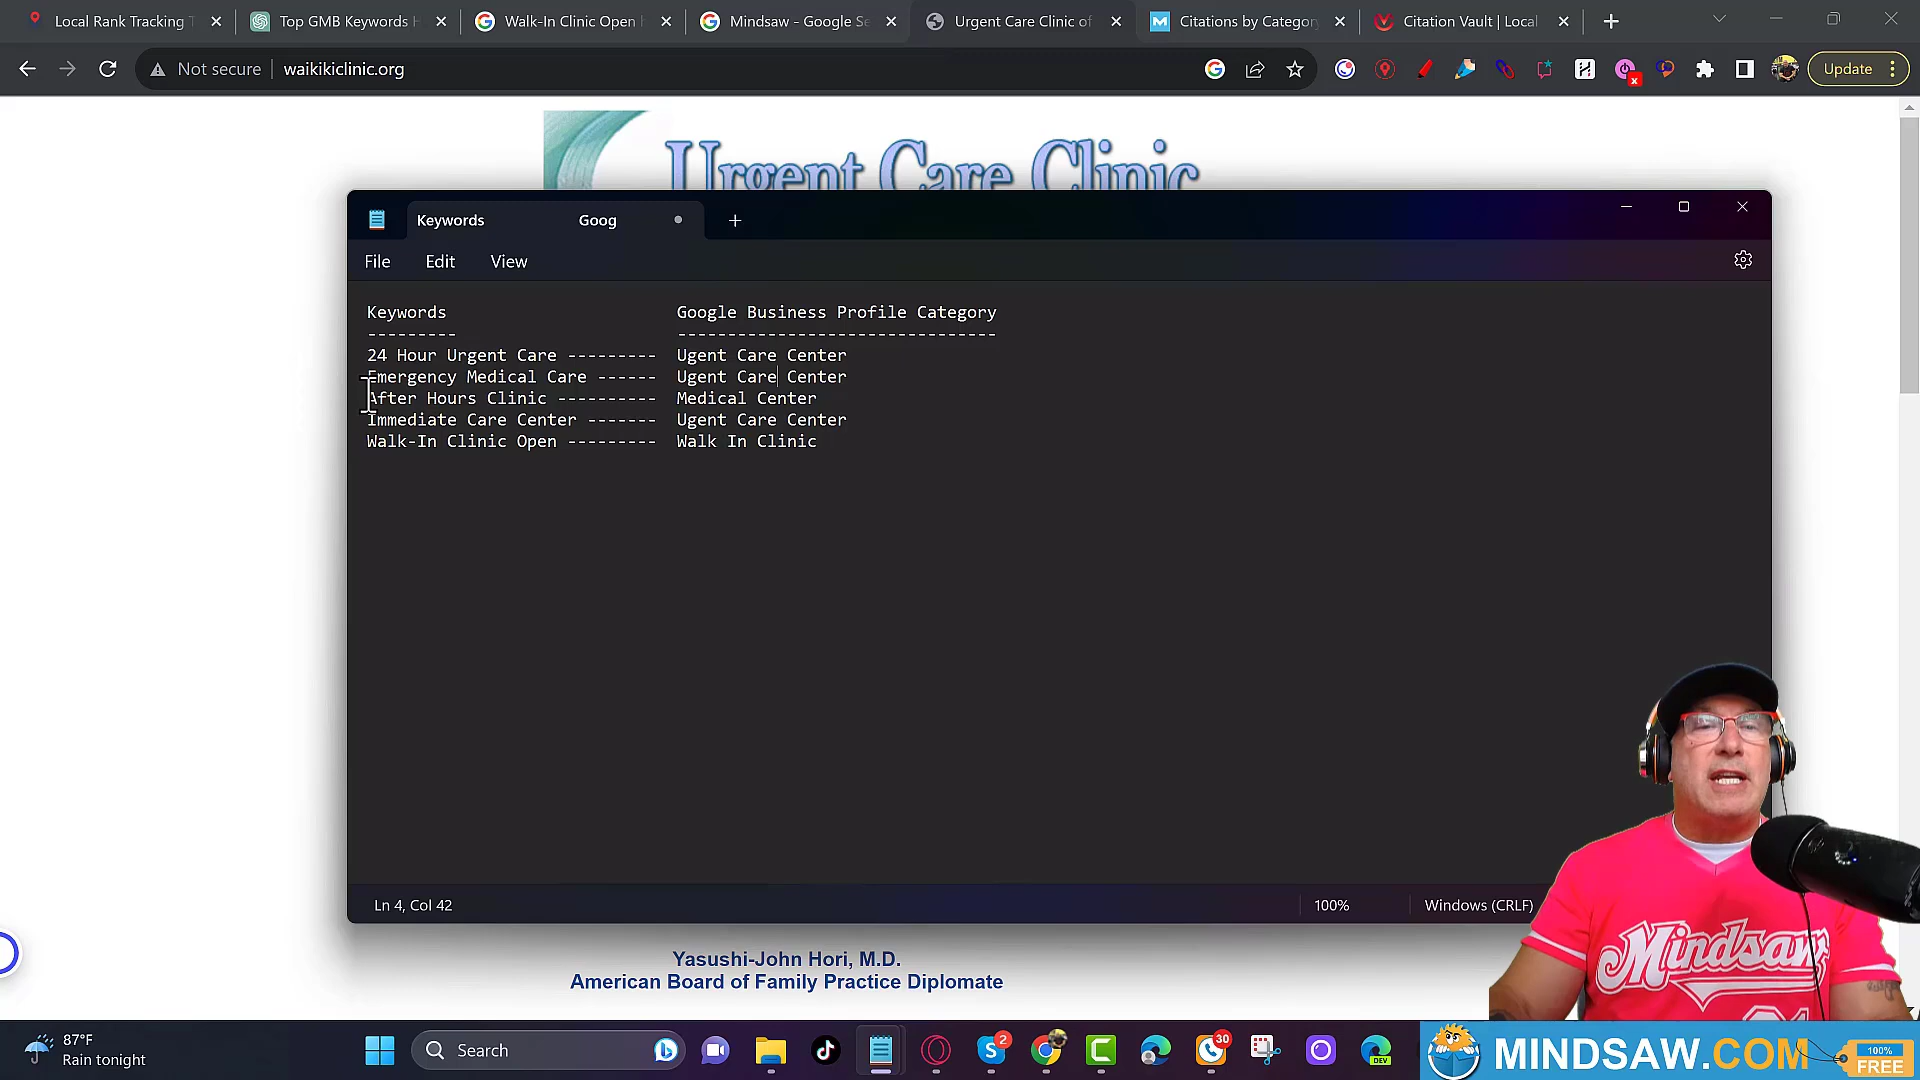 Local Rank Tracking T
Top GMB Keywords H
Walk-In Clinic Open
Mindsaw - Google Se
Urgent Care Clinic of
Citations by Category
Citation Vault | Local
Not secure
waikikiclinic.org
Update
Urgent Care Clinic
Keywords Goog
File Edit View
Keywords Google Business Profile Category
--------- --------------------------------
24 Hour Urgent Care --------- Ugent Care Center
Emergency Medical Care ------ Ugent Care Center
After Hours Clinic ---------- Medical Center
Immediate Care Center ------- Ugent Care Center
Walk-In Clinic Open --------- Walk In Clinic
Ln 4, Col 42
100%
Windows (CRLF)
Mindsaw
Yasushi-John Hori, M.D.
American Board of Family Practice Diplomate
87°F
Rain tonight
Search
2
30
DEV
MINDSAW.COM
100%
FREE